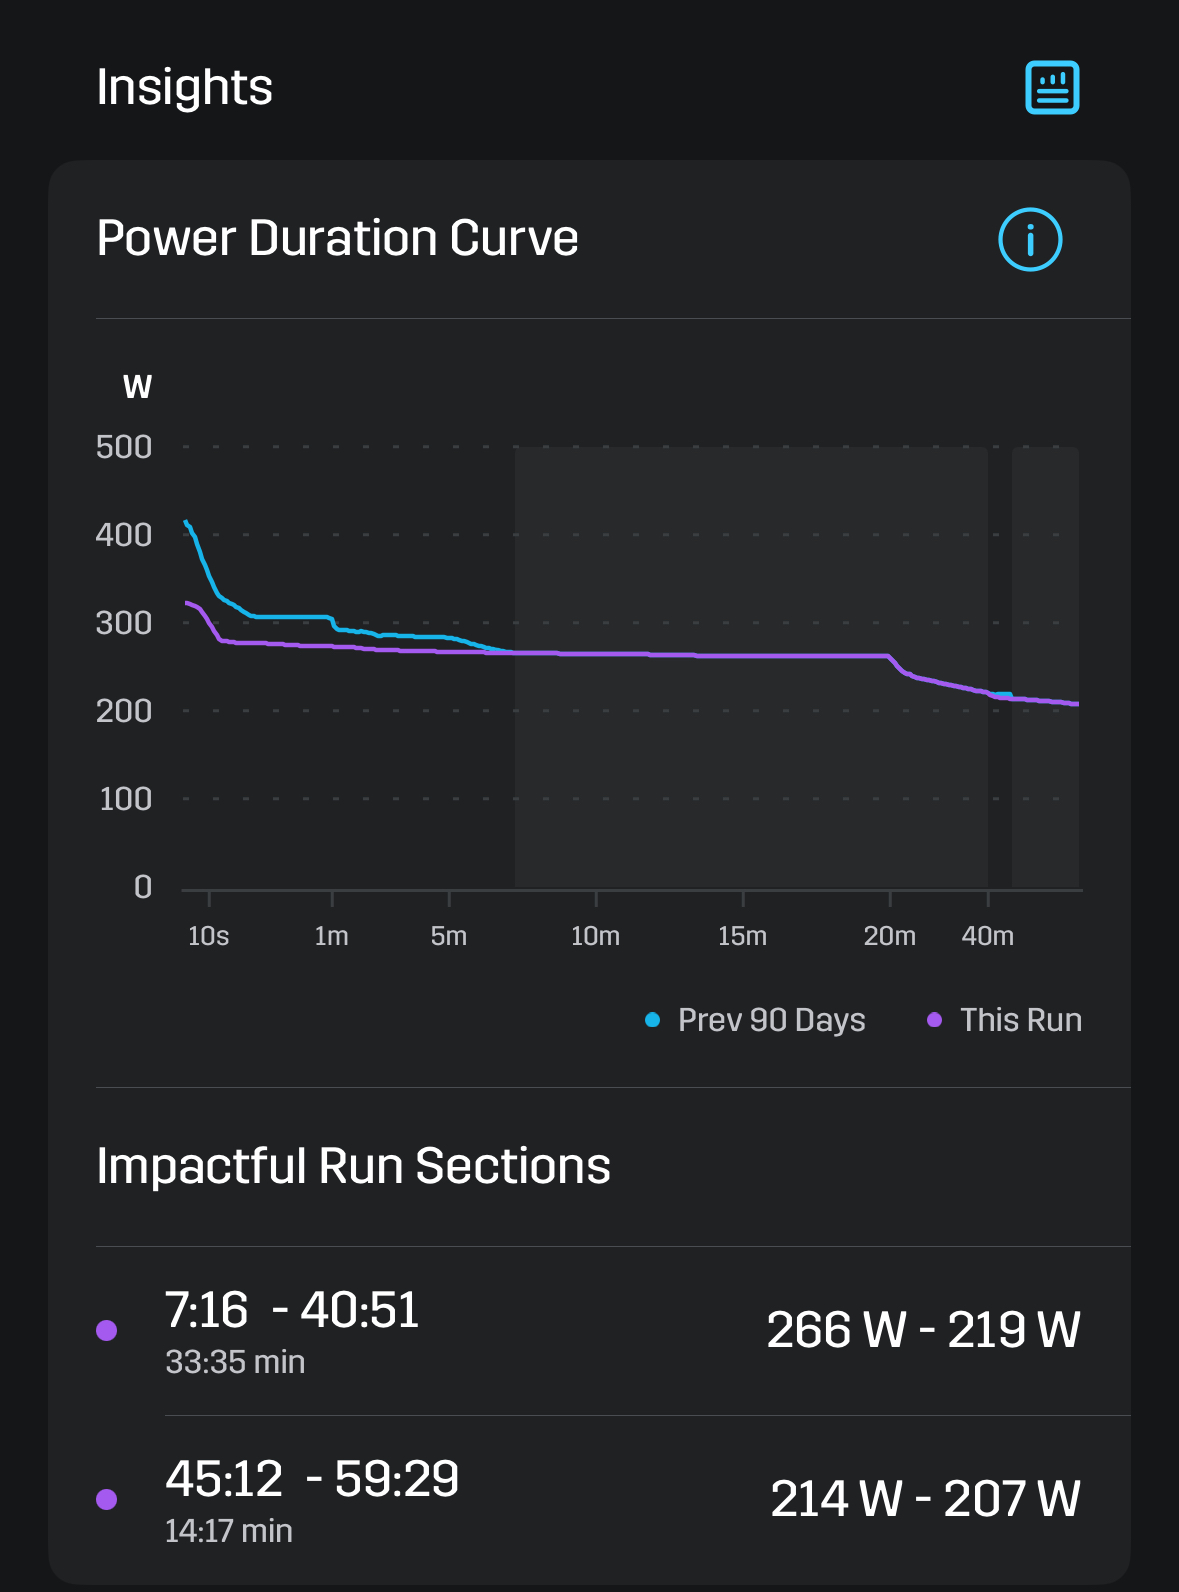 Insights
Power Duration Curve
W
500
400
300
200
100
0
10s 1m 5m 10m 15m 20m 40m
Prev 90 Days This Run
Impactful Run Sections
7:16 - 40:51
33:35 min
266 W - 219 W
45:12 - 59:29
14:17 min
214 W - 207 W